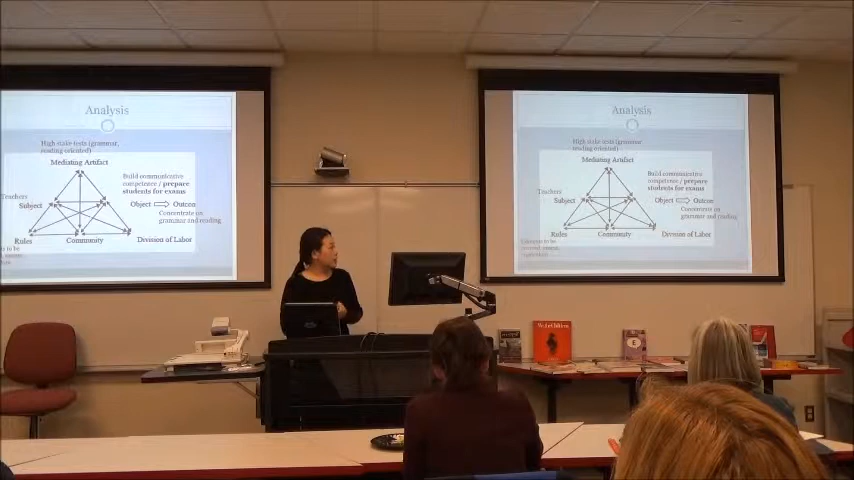 Analysis
High stake tests (grammar,
reading oriented)
Mediating Artifact
Build communicative
competence / prepare
students for exams
Teachers
Subject
Object
Outcon
Concentrate on
grammar and reading
Rules
Community
Division of Labor
Analysis
High stake tests (grammar
reading oriented)
Mediating Artifact
Build communicative
competence / prepare
students for exams
Teachers
Subject
Object
Outcon
Concentrate on
grammar and reading
Rules
Community
Division of Labor
E